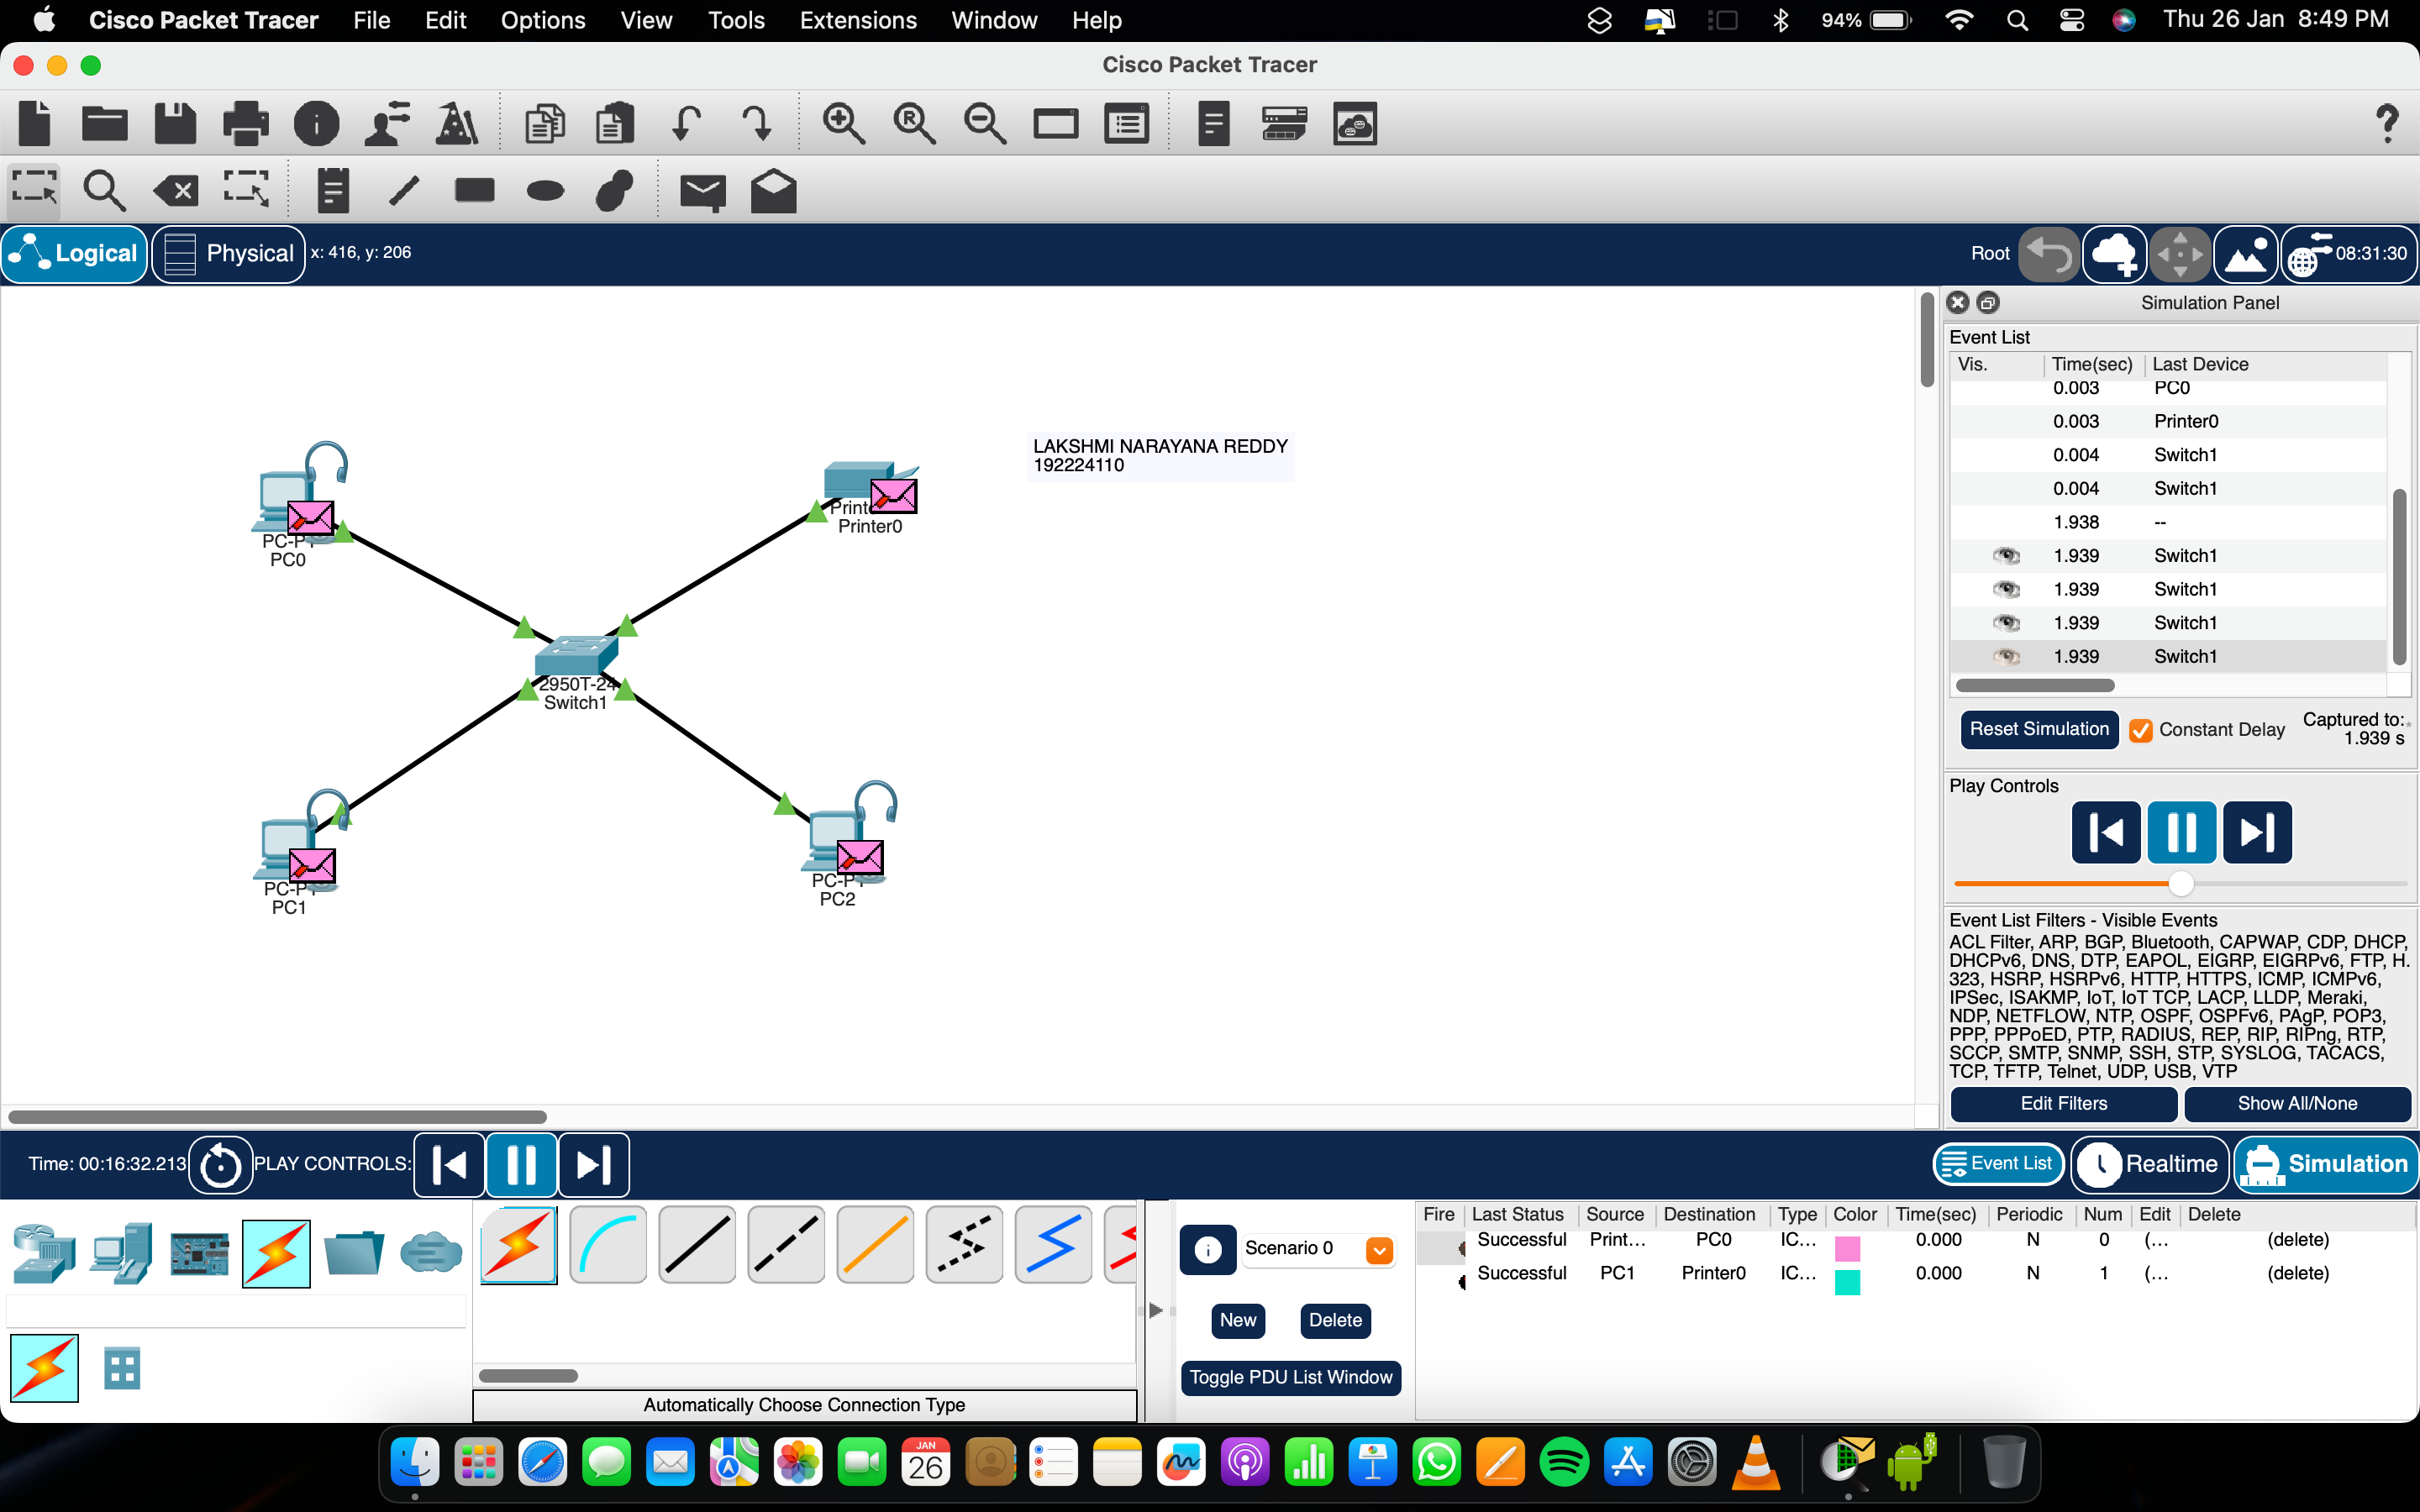 Cisco Packet Tracer File Edit Options View Tools Extensions Window Help 94% Thu 26 Jan 8:49 PM
Cisco Packet Tracer
Logical Physical x: 416, y: 206 Root 08:31:30
Simulation Panel
Event List
Vis. Time(sec) Last Device
0.003 PC0
0.003 Printer0
0.004 Switch1
0.004 Switch1
1.938 --
1.939 Switch1
1.939 Switch1
1.939 Switch1
1.939 Switch1
Reset Simulation Constant Delay Captured to:
1.939 s
Play Controls
Event List Filters - Visible Events
ACL Filter, ARP, BGP, Bluetooth, CAPWAP, CDP, DHCP,
DHCPv6, DNS, DTP, EAPOL, EIGRP, EIGRPv6, FTP, H.
323, HSRP, HSRPv6, HTTP, HTTPS, ICMP, ICMPv6,
IPSec, ISAKMP, IoT, IoT TCP, LACP, LLDP, Meraki,
NDP, NETFLOW, NTP, OSPF, OSPFv6, PAgP, POP3,
PPP, PPPoED, PTP, RADIUS, REP, RIP, RIPng, RTP,
SCCP, SMTP, SNMP, SSH, STP, SYSLOG, TACACS,
TCP, TFTP, Telnet, UDP, USB, VTP
Edit Filters Show All/None
LAKSHMI NARAYANA REDDY
192224110
PC0
Printer0
2950T-24
Switch1
PC1
PC2
Time: 00:16:32.213 PLAY CONTROLS: Event List Realtime Simulation
Automatically Choose Connection Type
Scenario 0
New Delete
Toggle PDU List Window
Fire Last Status Source Destination Type Color Time(sec) Periodic Num Edit Delete
Successful Print... PC0 IC... 0.000 N 0 (... (delete)
Successful PC1 Printer0 IC... 0.000 N 1 (... (delete)
JAN
26